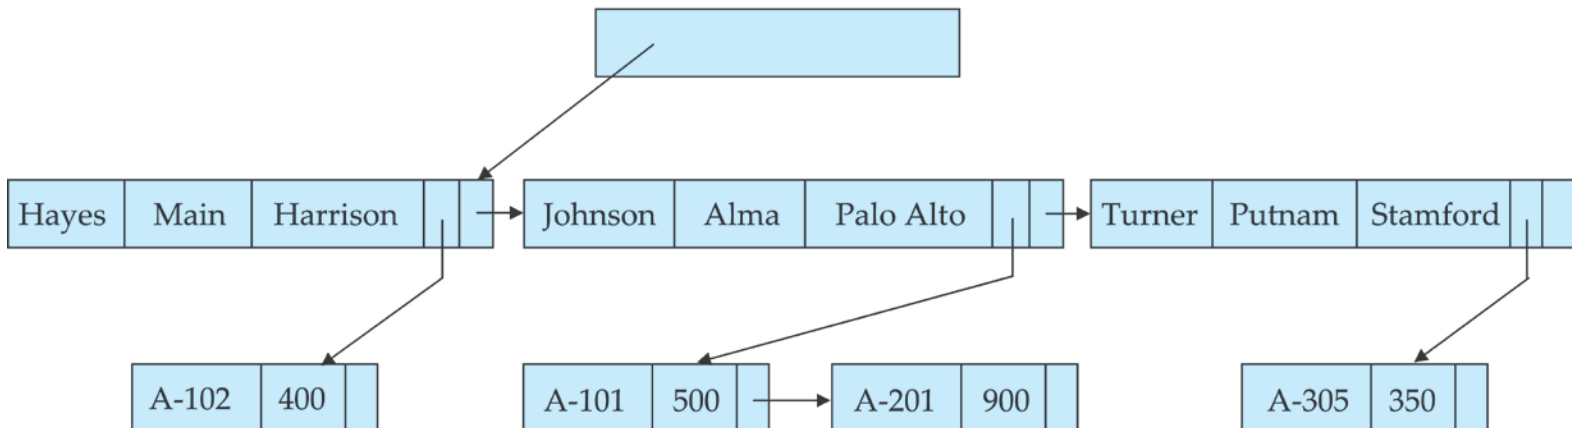 Hayes Main Harrison Johnson Alma Palo Alto Turner Putnam Stamford
A-102 400 A-101 500 A-201 900 A-305 350